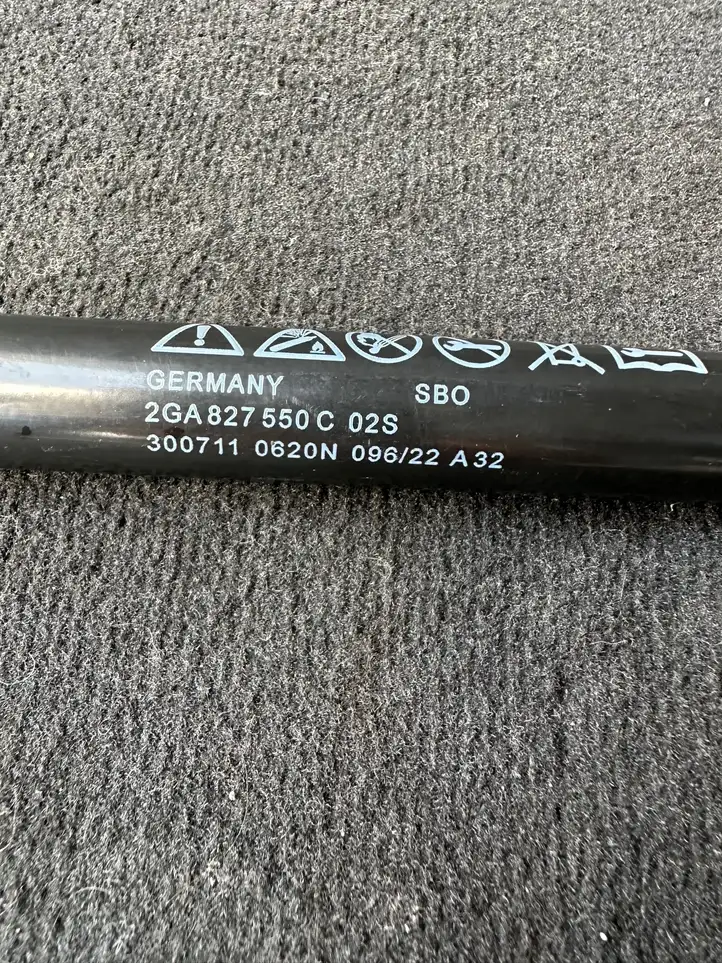 GERMANY SBO
2GA 827 550 C 02S
300711 0620N 096/22 A32